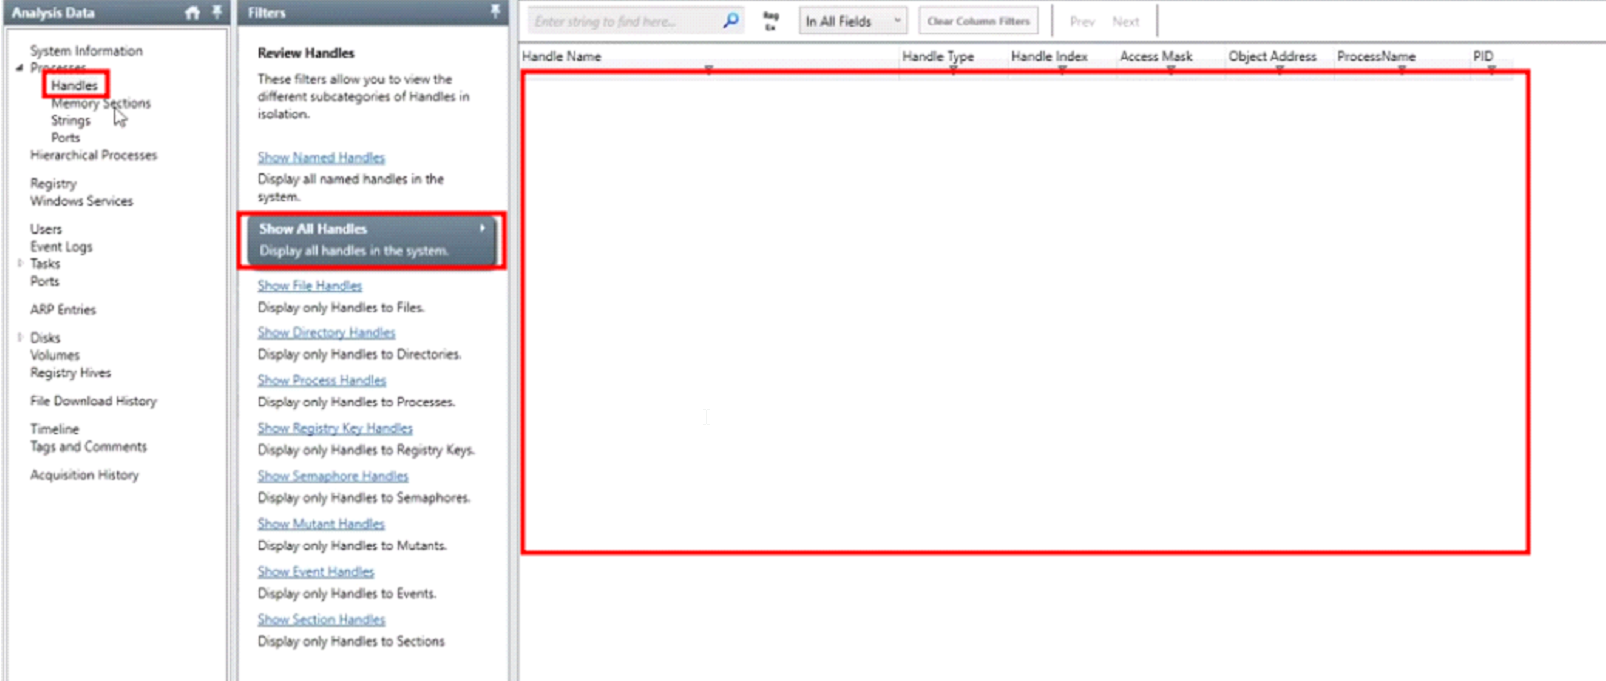 Analysis Data
System Information
Processes
Handles
Memory Sections
Strings
Ports
Hierarchical Processes
Registry
Windows Services
Users
Event Logs
Tasks
Ports
ARP Entries
Disks
Volumes
Registry Hives
File Download History
Timeline
Tags and Comments
Acquisition History
Filters
Review Handles
These filters allow you to view the
different subcategories of Handles in
isolation.
Show Named Handles
Display all named handles in the
system.
Show All Handles
Display all handles in the system.
Show File Handles
Display only Handles to Files.
Show Directory Handles
Display only Handles to Directories.
Show Process Handles
Display only Handles to Processes.
Show Registry Key Handles
Display only Handles to Registry Keys.
Show Semaphore Handles
Display only Handles to Semaphores.
Show Mutant Handles
Display only Handles to Mutants.
Show Event Handles
Display only Handles to Events.
Show Section Handles
Display only Handles to Sections
Enter string to find here...
Reg
Ex
In All Fields
Clear Column Filters
Prev Next
Handle Name Handle Type Handle Index Access Mask Object Address ProcessName PID